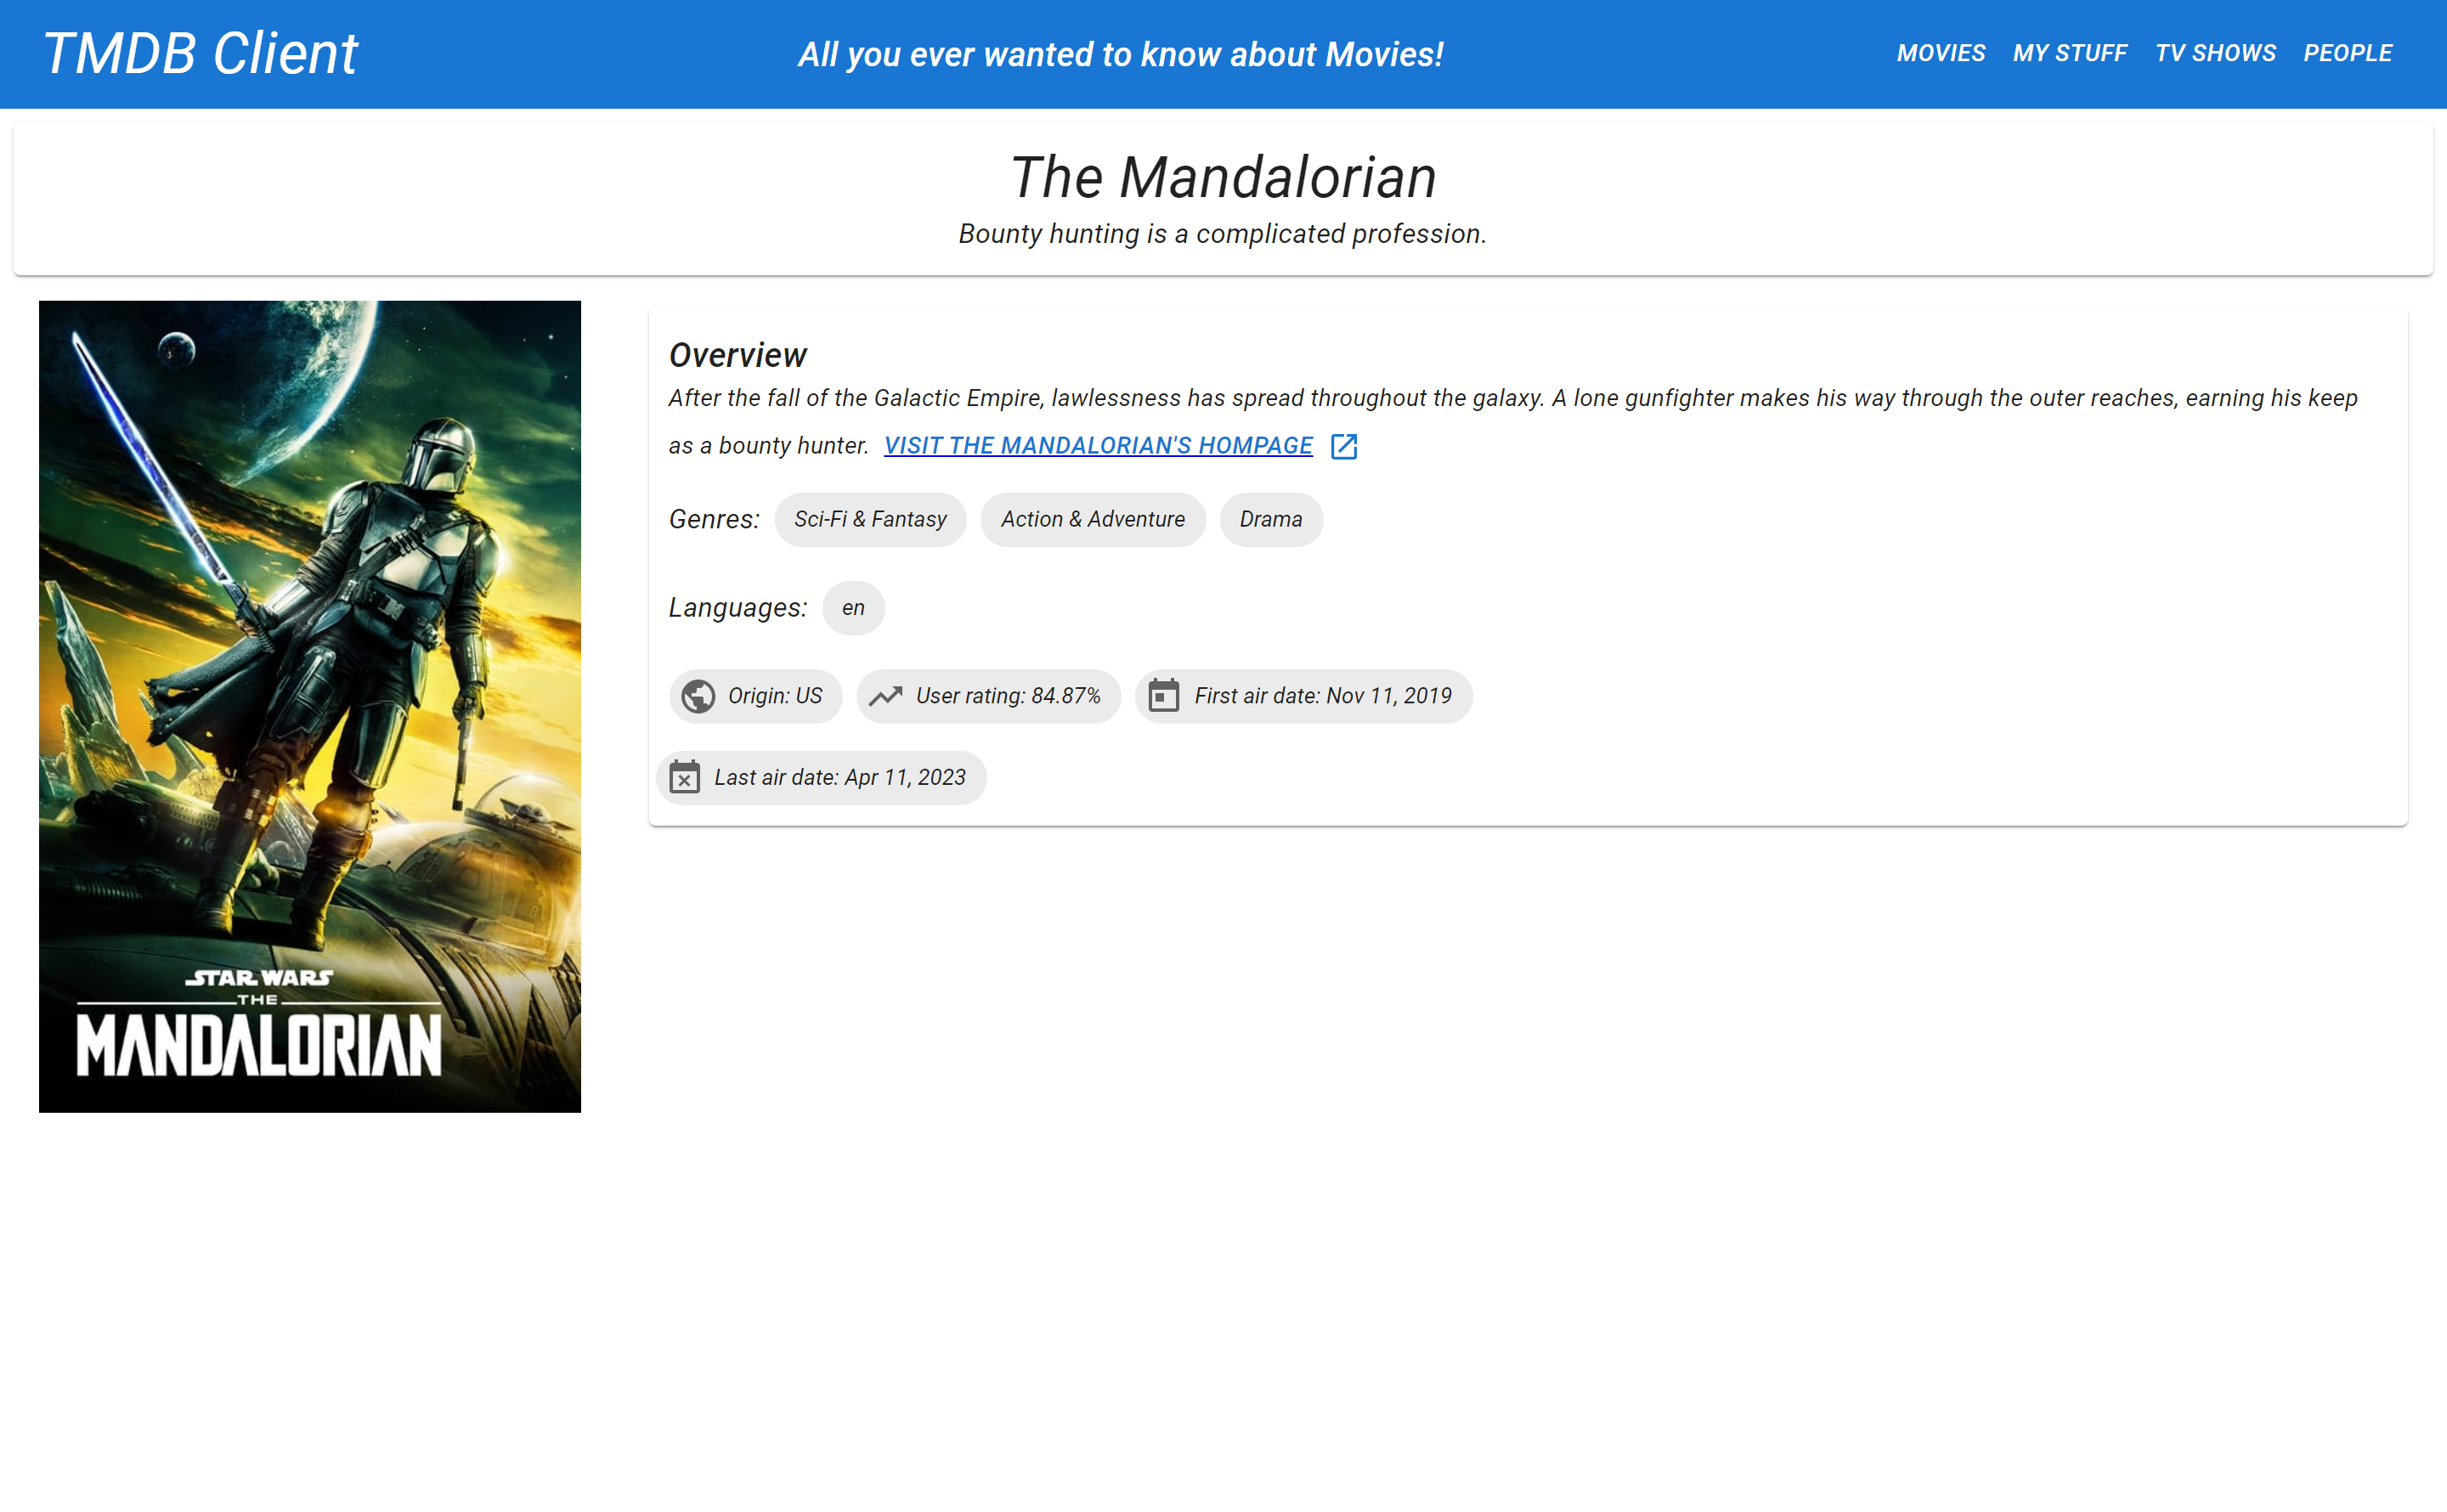 TMDB Client
All you ever wanted to know about Movies!
MOVIES MY STUFF TV SHOWS PEOPLE
The Mandalorian
Bounty hunting is a complicated profession.
STAR WARS
THE
MANDALORIAN
Overview
After the fall of the Galactic Empire, lawlessness has spread throughout the galaxy. A lone gunfighter makes his way through the outer reaches, earning his keep
as a bounty hunter. VISIT THE MANDALORIAN'S HOMPAGE
Genres: Sci-Fi & Fantasy Action & Adventure Drama
Languages: en
Origin: US User rating: 84.87% First air date: Nov 11, 2019
Last air date: Apr 11, 2023